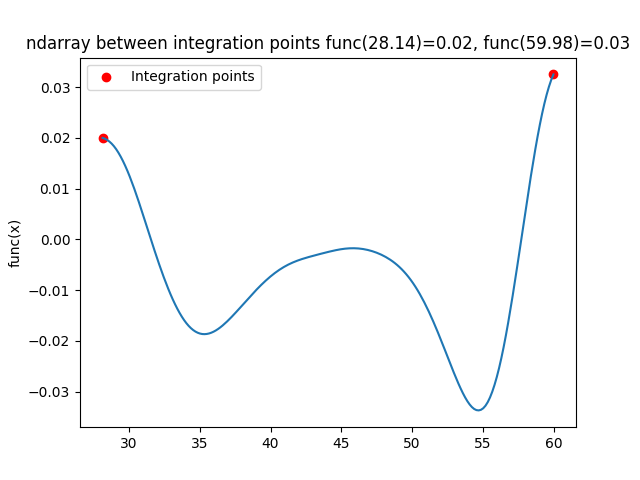 ndarray between integration points func(28.14)=0.02, func(59.98)=0.03
Integration points
func(x)
0.03
0.02
0.01
0.00
−0.01
−0.02
−0.03
30 35 40 45 50 55 60